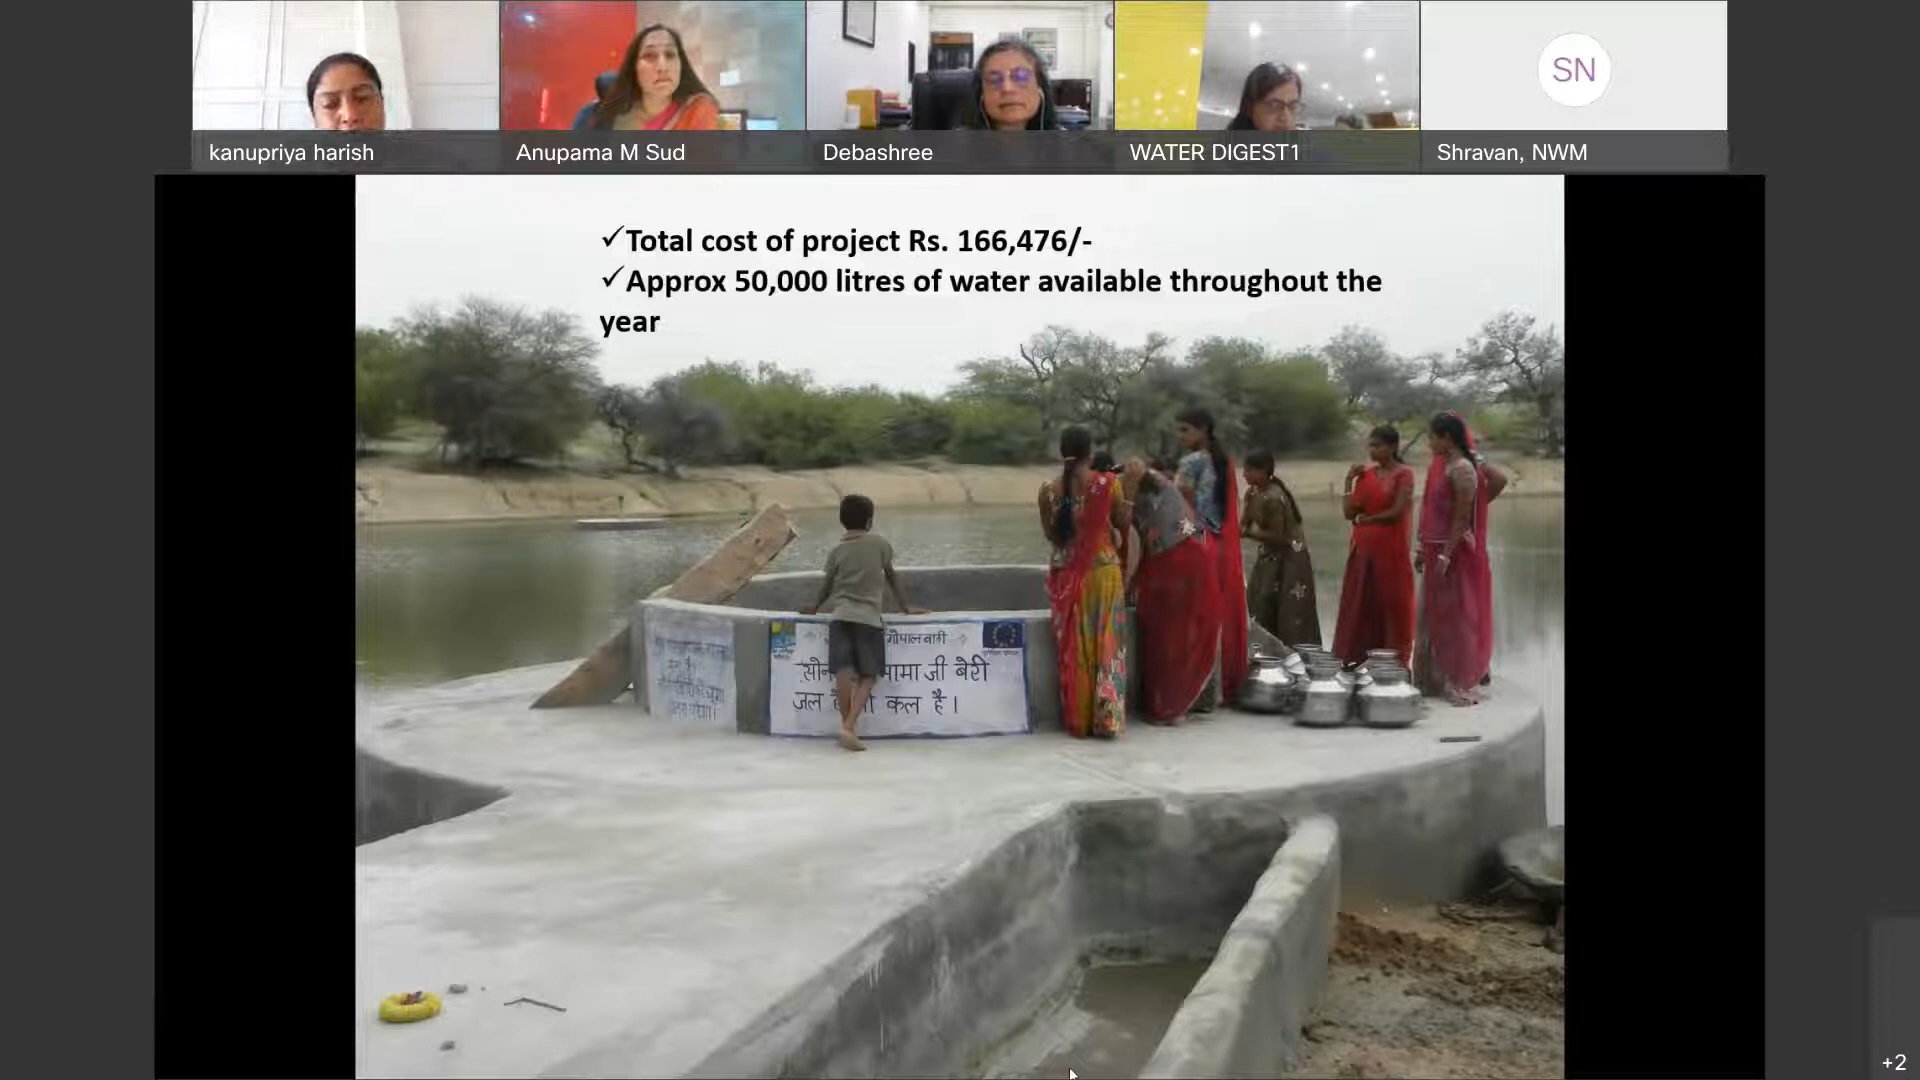 SN
kanupriya harish
Anupama M Sud
Debashree
WATER DIGEST1
Shravan, NWM
✓Total cost of project Rs. 166,476/-
✓Approx 50,000 litres of water available throughout the
year
गोपालबाडी
मामा जी बेरी
जल कल है।
+2